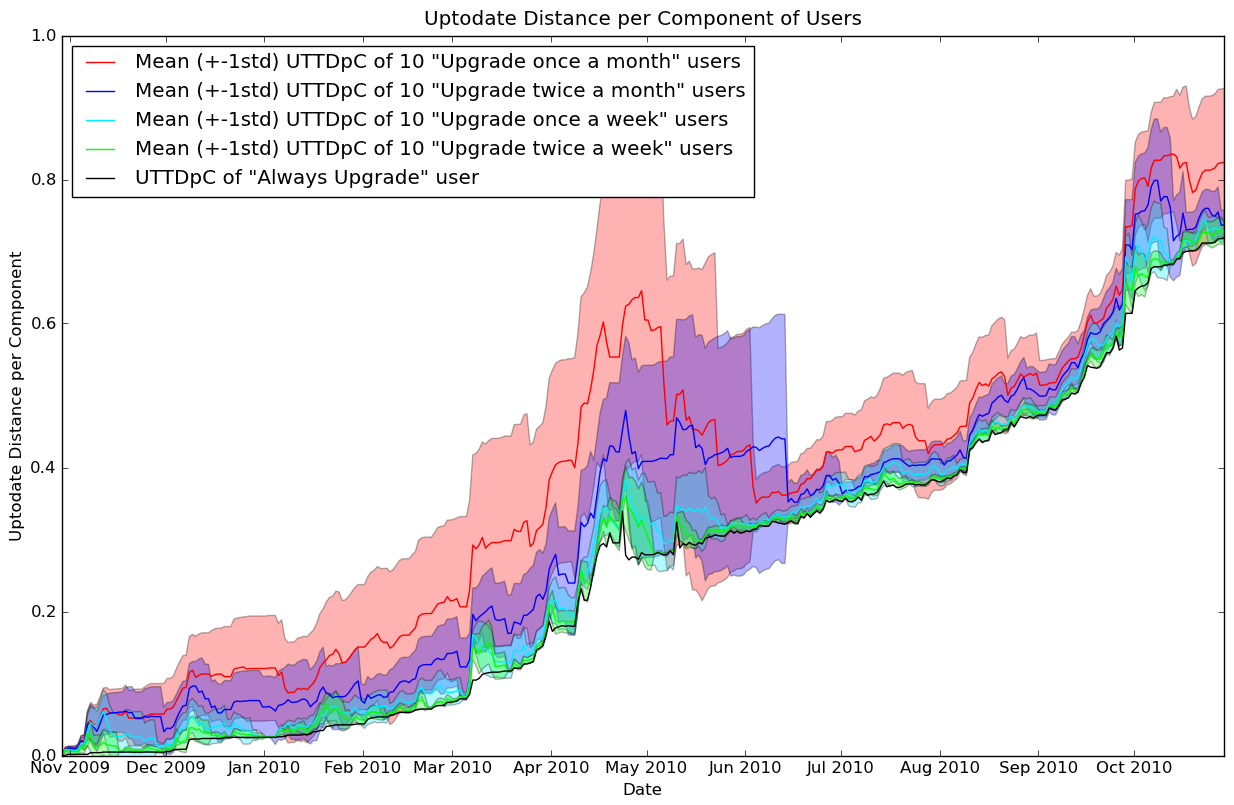 Uptodate Distance per Component of Users
1.0
0.8
0.6
0.4
0.2
0.0
Uptodate Distance per Component
Mean (+-1std) UTTDpC of 10 "Upgrade once a month" users
Mean (+-1std) UTTDpC of 10 "Upgrade twice a month" users
Mean (+-1std) UTTDpC of 10 "Upgrade once a week" users
Mean (+-1std) UTTDpC of 10 "Upgrade twice a week" users
UTTDpC of "Always Upgrade" user
Nov 2009 Dec 2009 Jan 2010 Feb 2010 Mar 2010 Apr 2010 May 2010 Jun 2010 Jul 2010 Aug 2010 Sep 2010 Oct 2010
Date